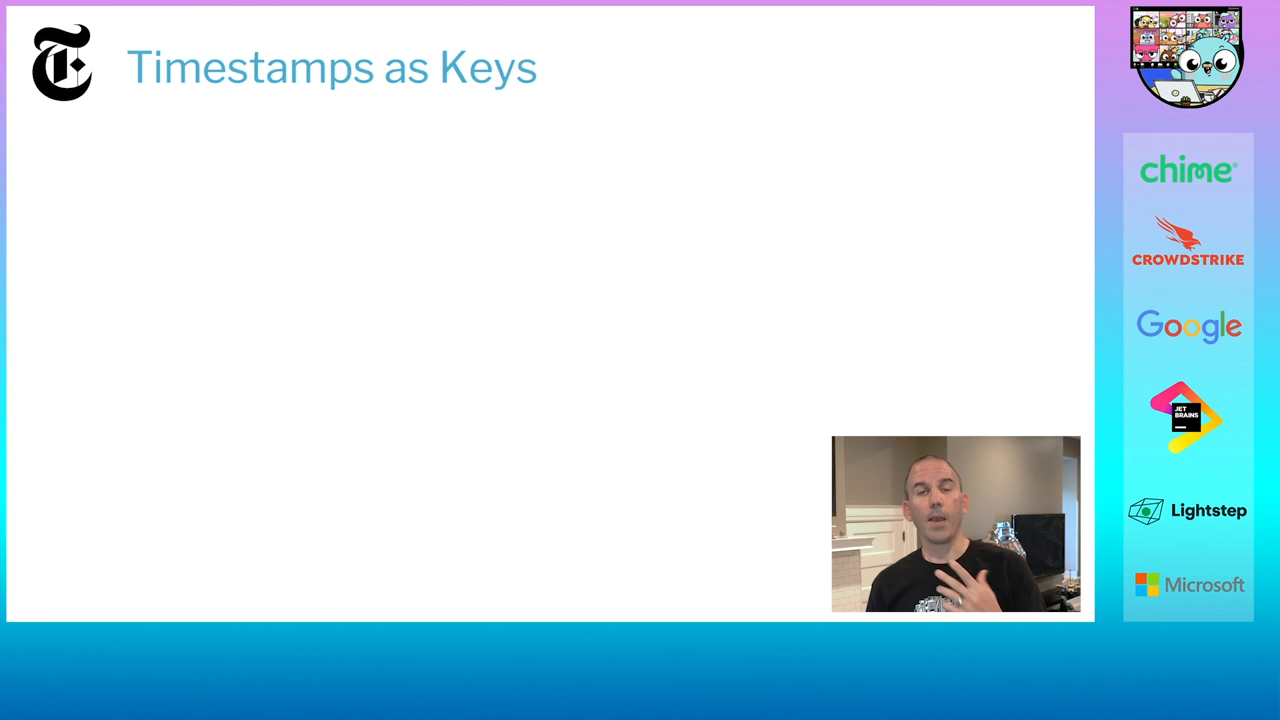 T
Timestamps as Keys
chime
CROWDSTRIKE
Google
JET
BRAINS
Lightstep
Microsoft